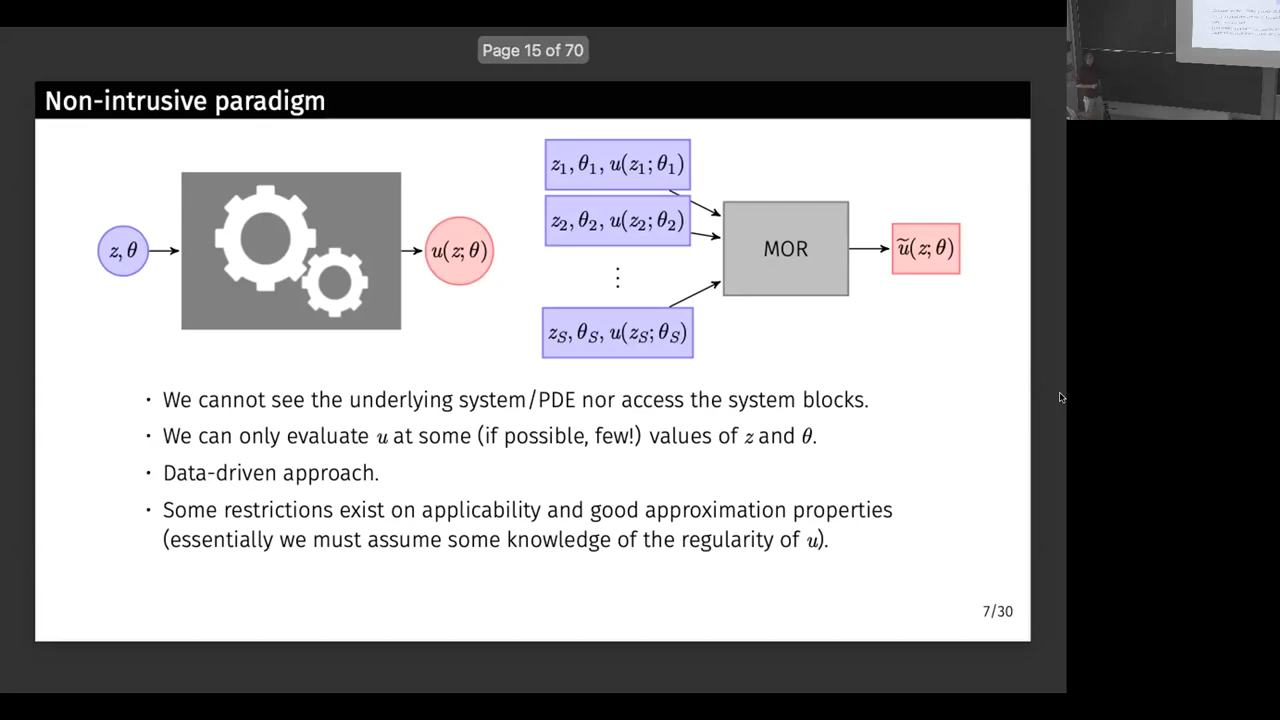 Page 15 of 70
Non-intrusive paradigm
z, θ
u(z; θ)
z₁, θ₁, u(z₁; θ₁)
z₂, θ₂, u(z₂; θ₂)
⋮
z_S, θ_S, u(z_S; θ_S)
MOR
ũ(z; θ)
· We cannot see the underlying system/PDE nor access the system blocks.
· We can only evaluate u at some (if possible, few!) values of z and θ.
· Data-driven approach.
· Some restrictions exist on applicability and good approximation properties
(essentially we must assume some knowledge of the regularity of u).
7/30